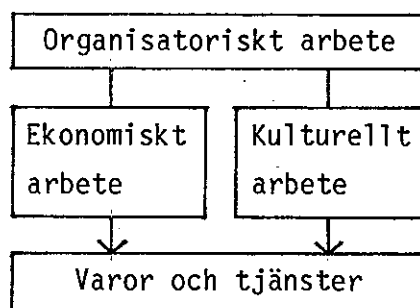 Organisatoriskt arbete
Ekonomiskt
arbete
Kulturellt
arbete
Varor och tjänster